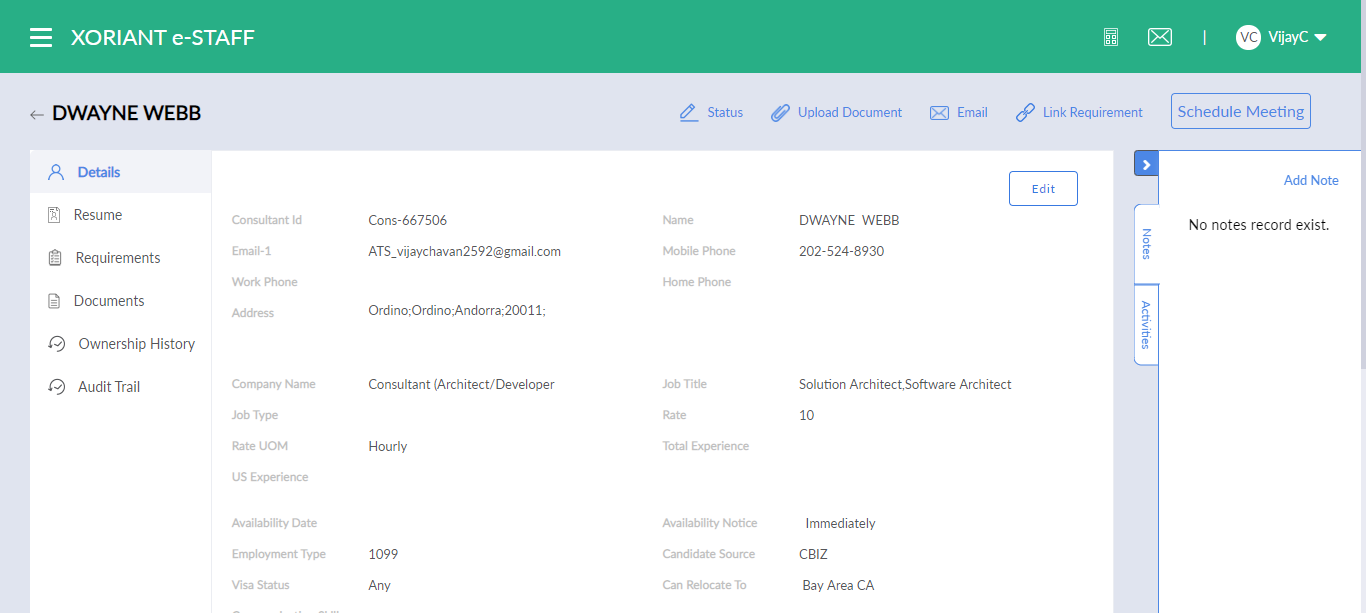 XORIANT e-STAFF
| VC VijayC
DWAYNE WEBB
Status Upload Document Email Link Requirement Schedule Meeting
Details
Resume
Requirements
Documents
Ownership History
Audit Trail
Edit
Consultant Id Cons-667506 Name DWAYNE WEBB
Email-1 ATS_vijaychavan2592@gmail.com Mobile Phone 202-524-8930
Work Phone Home Phone
Address Ordino;Ordino;Andorra;20011;
Company Name Consultant (Architect/Developer Job Title Solution Architect,Software Architect
Job Type Rate 10
Rate UOM Hourly Total Experience
US Experience
Availability Date Availability Notice Immediately
Employment Type 1099 Candidate Source CBIZ
Visa Status Any Can Relocate To Bay Area CA
Add Note
No notes record exist.
Notes
Activities